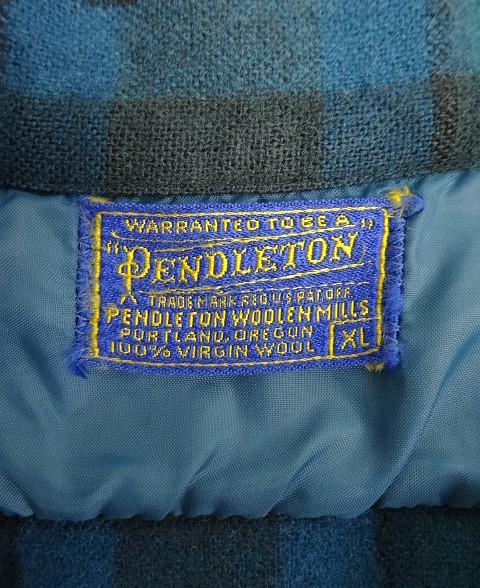 WARRANTED TO BE A
"PENDLETON"
TRADE MARK REG. U.S. PAT. OFF.
PENDLETON WOOLEN MILLS
PORTLAND, OREGON
100% VIRGIN WOOL
XL